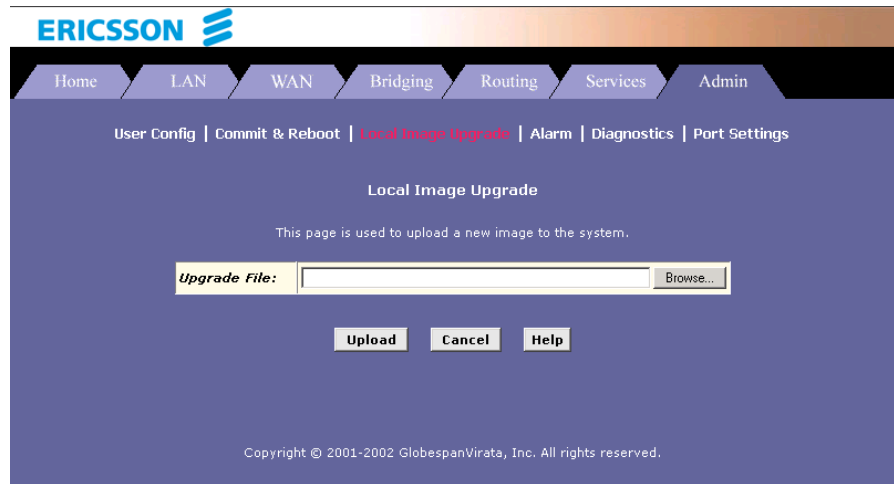 ERICSSON
Home LAN WAN Bridging Routing Services Admin
User Config | Commit & Reboot | Local Image Upgrade | Alarm | Diagnostics | Port Settings
Local Image Upgrade
This page is used to upload a new image to the system.
Upgrade File: Browse...
Upload Cancel Help
Copyright © 2001-2002 GlobespanVirata, Inc. All rights reserved.